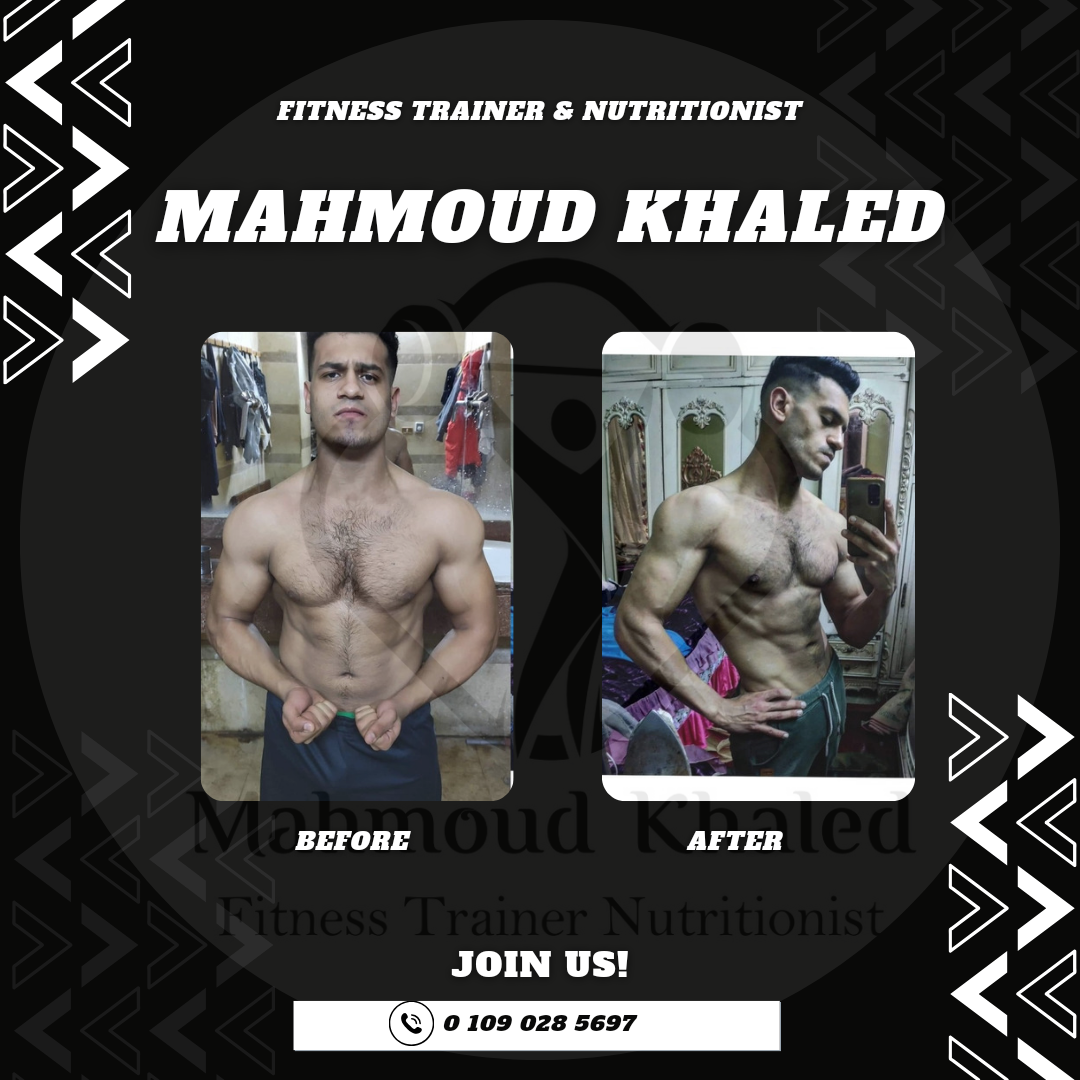 FITNESS TRAINER & NUTRITIONIST
MAHMOUD KHALED
BEFORE
AFTER
Mahmoud Khaled
Fitness Trainer Nutritionist
JOIN US!
0 109 028 5697